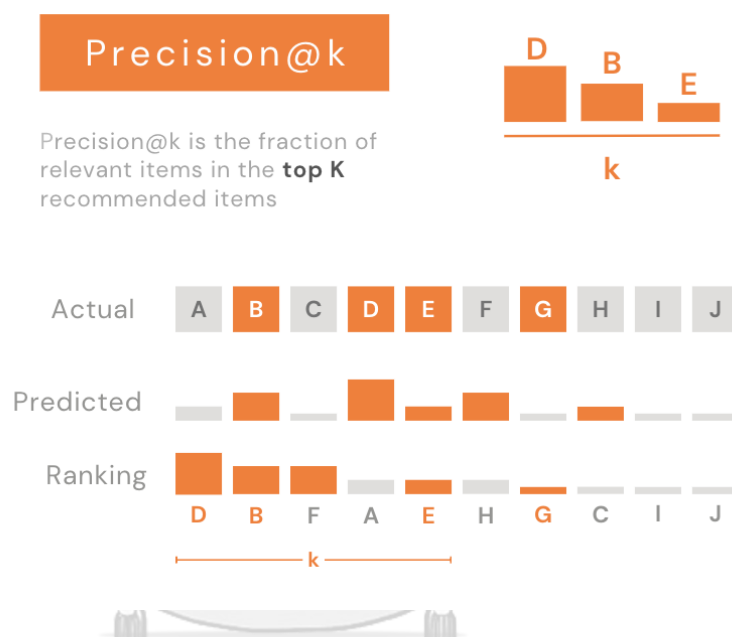 Precision@k
D
B
E
k
Precision@k is the fraction of
relevant items in the top K
recommended items
Actual A B C D E F G H I J
Predicted
Ranking
D B F A E H G C I J
k